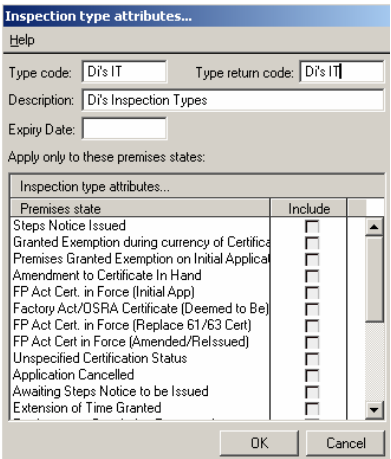 Inspection type attributes...
Help
Type code: Di's IT Type return code: Di's IT
Description: Di's Inspection Types
Expiry Date:
Apply only to these premises states:
Inspection type attributes...
Premises state Include
Steps Notice Issued
Granted Exemption during currency of Certifica
Premises Granted Exemption on Initial Applicat
Amendment to Certificate In Hand
FP Act Cert. in Force (Initial App)
Factory Act/OSRA Certificate (Deemed to Be)
FP Act Cert. in Force (Replace 61/63 Cert)
FP Act Cert in Force (Amended/ReIssued)
Unspecified Certification Status
Application Cancelled
Awaiting Steps Notice to be Issued
Extension of Time Granted
OK Cancel